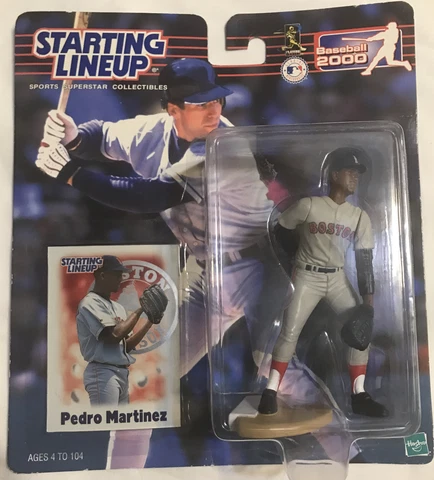 STARTING
LINEUP
SPORTS SUPERSTAR COLLECTIBLES
Baseball
2000
BOSTON
STARTING
LINEUP
Pedro Martinez
AGES 4 TO 104
Hasbro